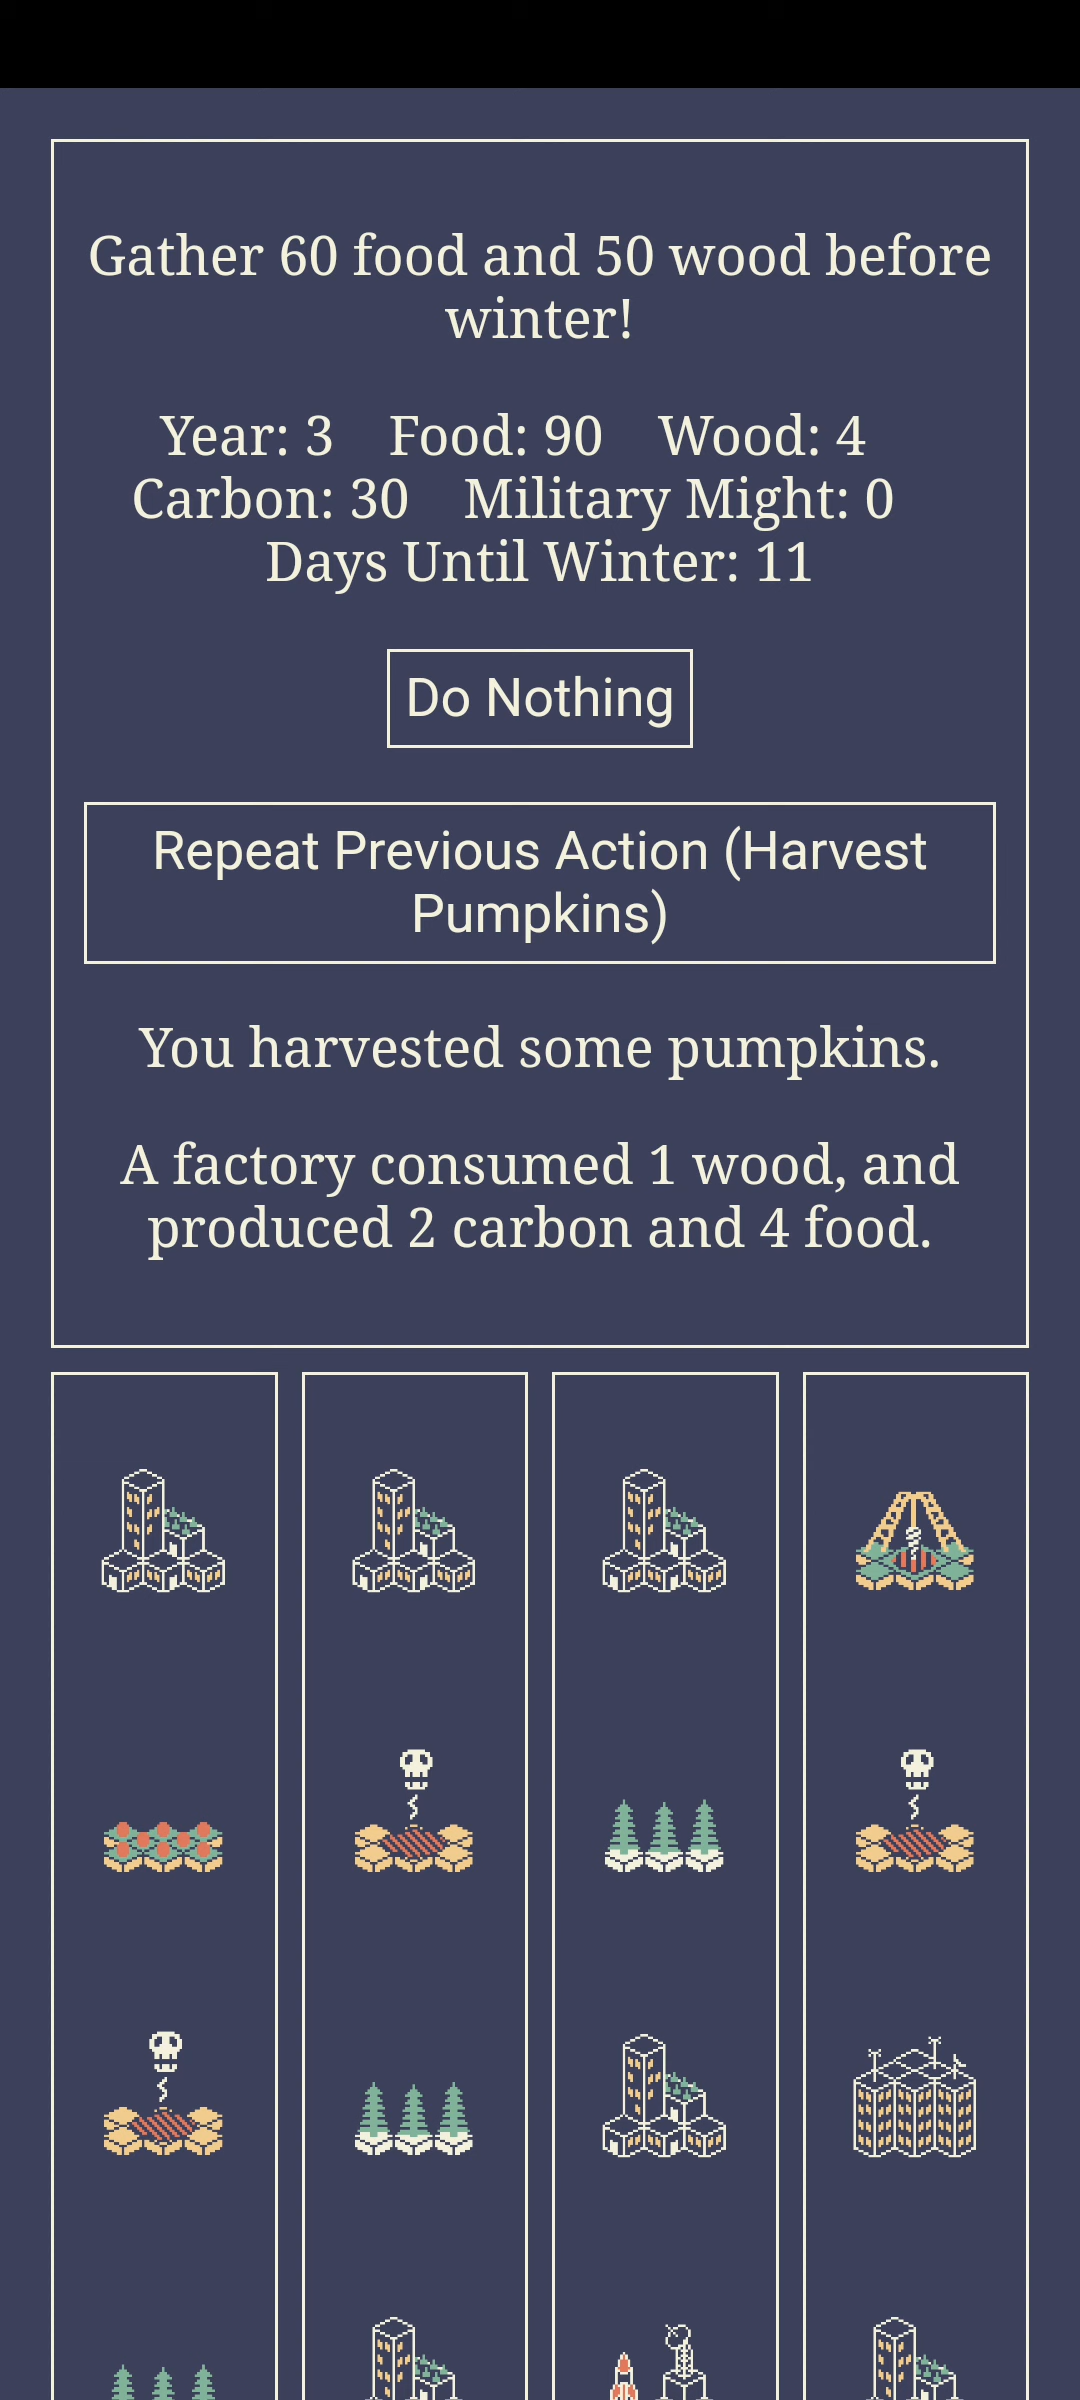 Gather 60 food and 50 wood before
winter!
Year: 3 Food: 90 Wood: 4
Carbon: 30 Military Might: 0
Days Until Winter: 11
Do Nothing
Repeat Previous Action (Harvest
Pumpkins)
You harvested some pumpkins.
A factory consumed 1 wood, and
produced 2 carbon and 4 food.